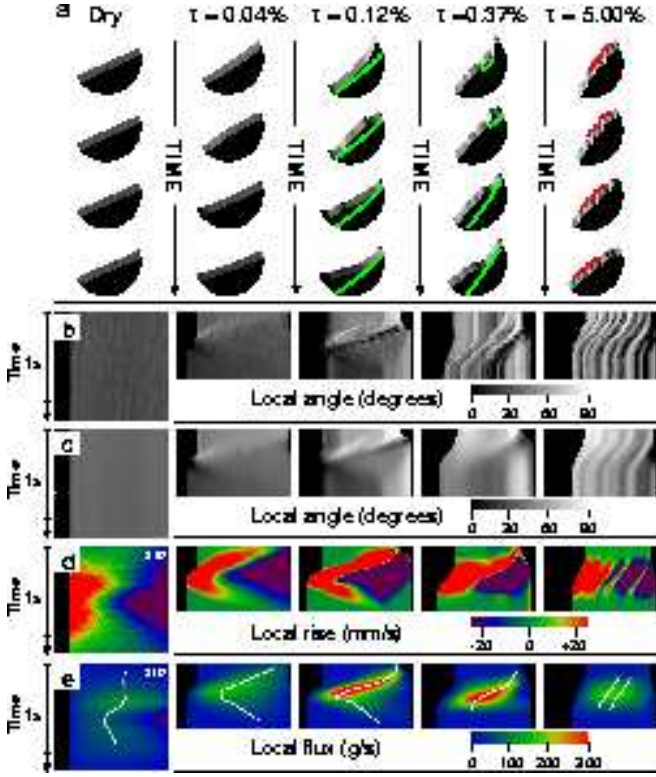 a
Dry τ = 0.04% τ = 0.12% τ =0.37% τ = 5.00%
TIME TIME TIME TIME
b
Time
1s
Local angle (degrees)
0 30 60 90
c
Time
1s
Local angle (degrees)
0 30 60 90
d
Time
1s
Local rise (mm/s)
-20 0 +20
e
Time
1s
Local flux (g/s)
0 100 200 300